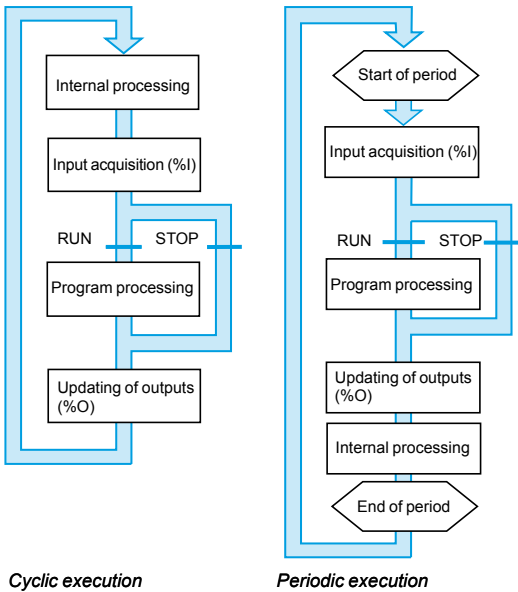 Internal processing
Input acquisition (%I)
RUN
STOP
Program processing
Updating of outputs
(%O)
Cyclic execution
Start of period
Input acquisition (%I)
RUN
STOP
Program processing
Updating of outputs
(%O)
Internal processing
End of period
Periodic execution